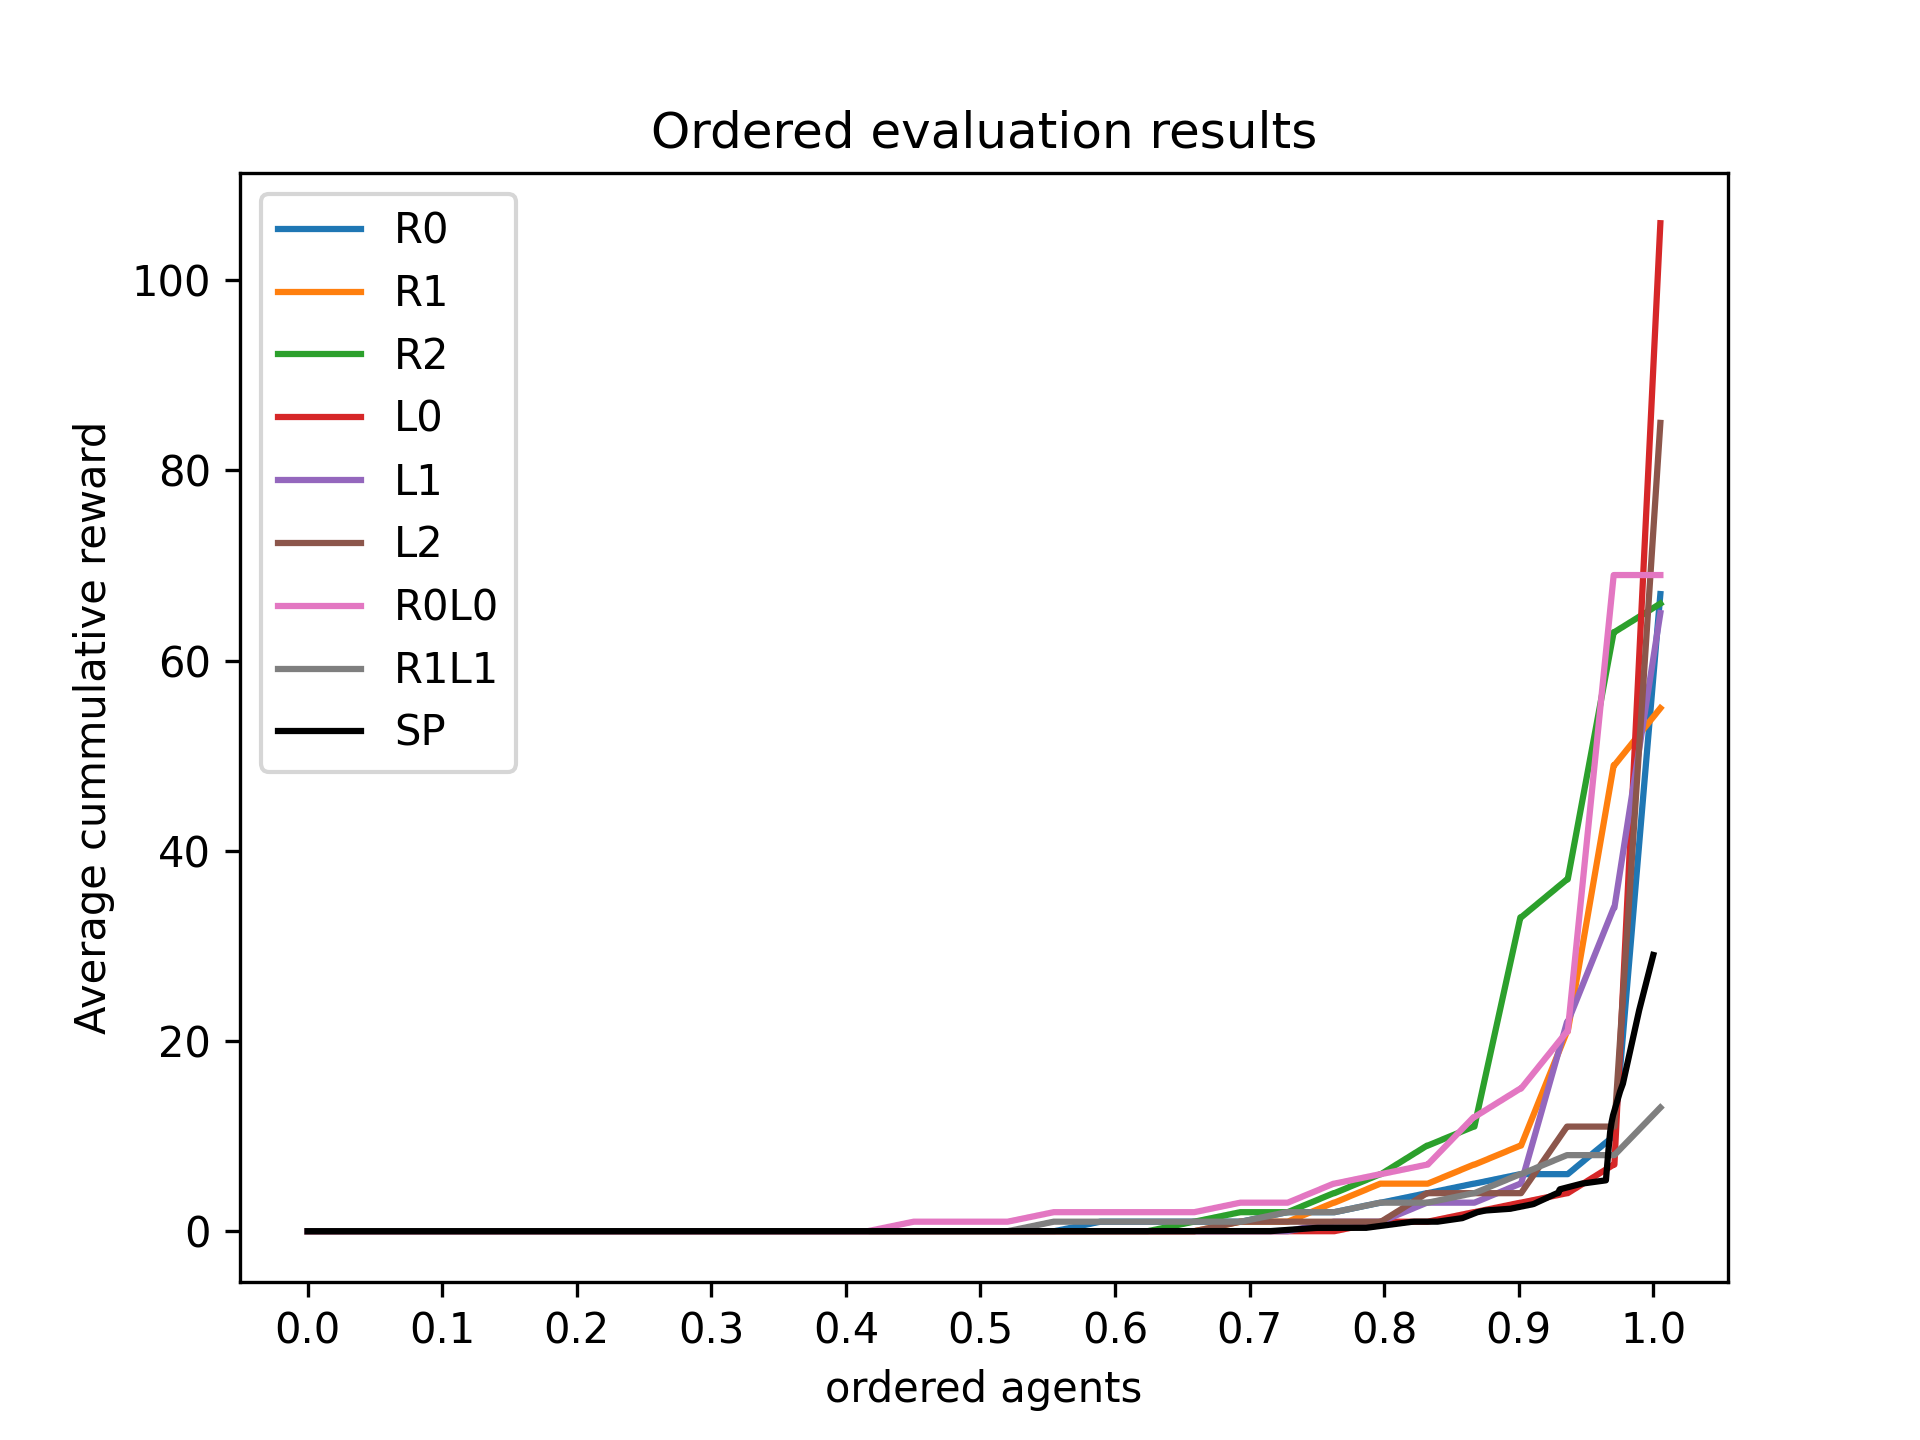 Ordered evaluation results
R0
R1
R2
L0
L1
L2
R0L0
R1L1
SP
Average cummulative reward
100
80
60
40
20
0
0.0 0.1 0.2 0.3 0.4 0.5 0.6 0.7 0.8 0.9 1.0
ordered agents